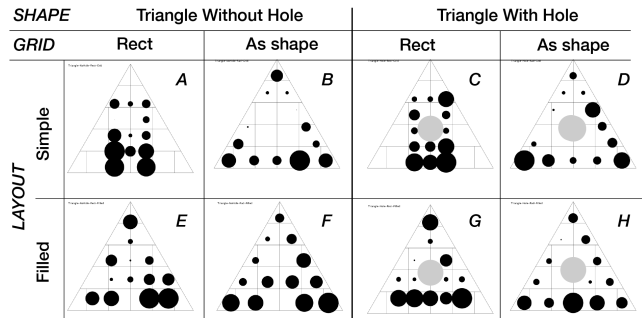 SHAPE Triangle Without Hole Triangle With Hole
GRID Rect As shape Rect As shape
LAYOUT
Simple
A B C D
Filled
E F G H